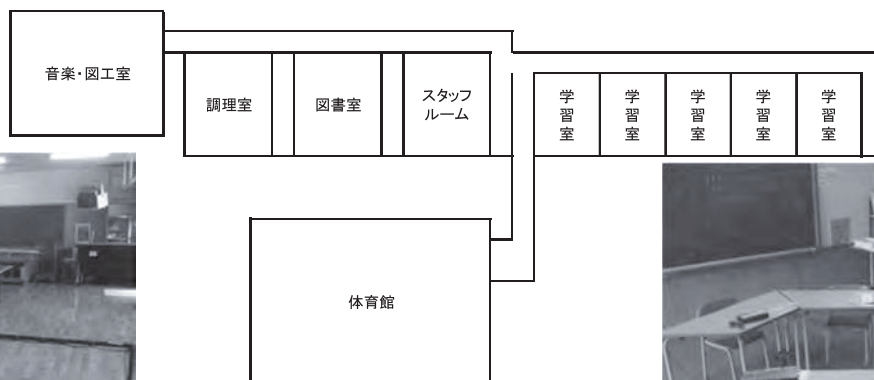 音楽・図工室
調理室
図書室
スタッフ
ルーム
学習室
学習室
学習室
学習室
学習室
体育館